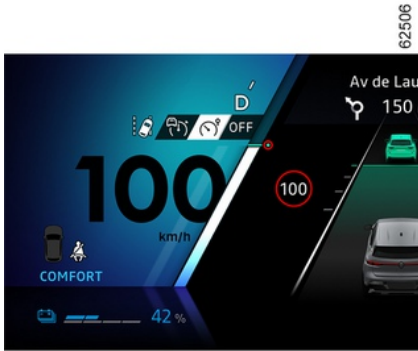 62506
Av de Lau
150
D
OFF
100
100
km/h
COMFORT
42 %